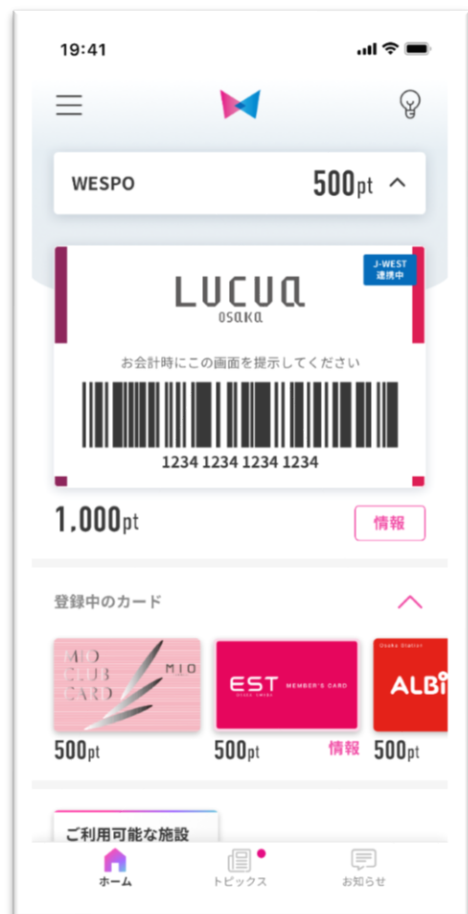 19:41
WESPO 500pt
J-WEST
連携中
LUCUA
osaka
お会計時にこの画面を提示してください
1234 1234 1234 1234
1,000pt 情報
登録中のカード
MIO
CLUB
CARD
MIO
EST MEMBER'S CARD
Osaka Station
ALBi
500pt 500pt 情報 500pt
ご利用可能な施設
ホーム トピックス お知らせ